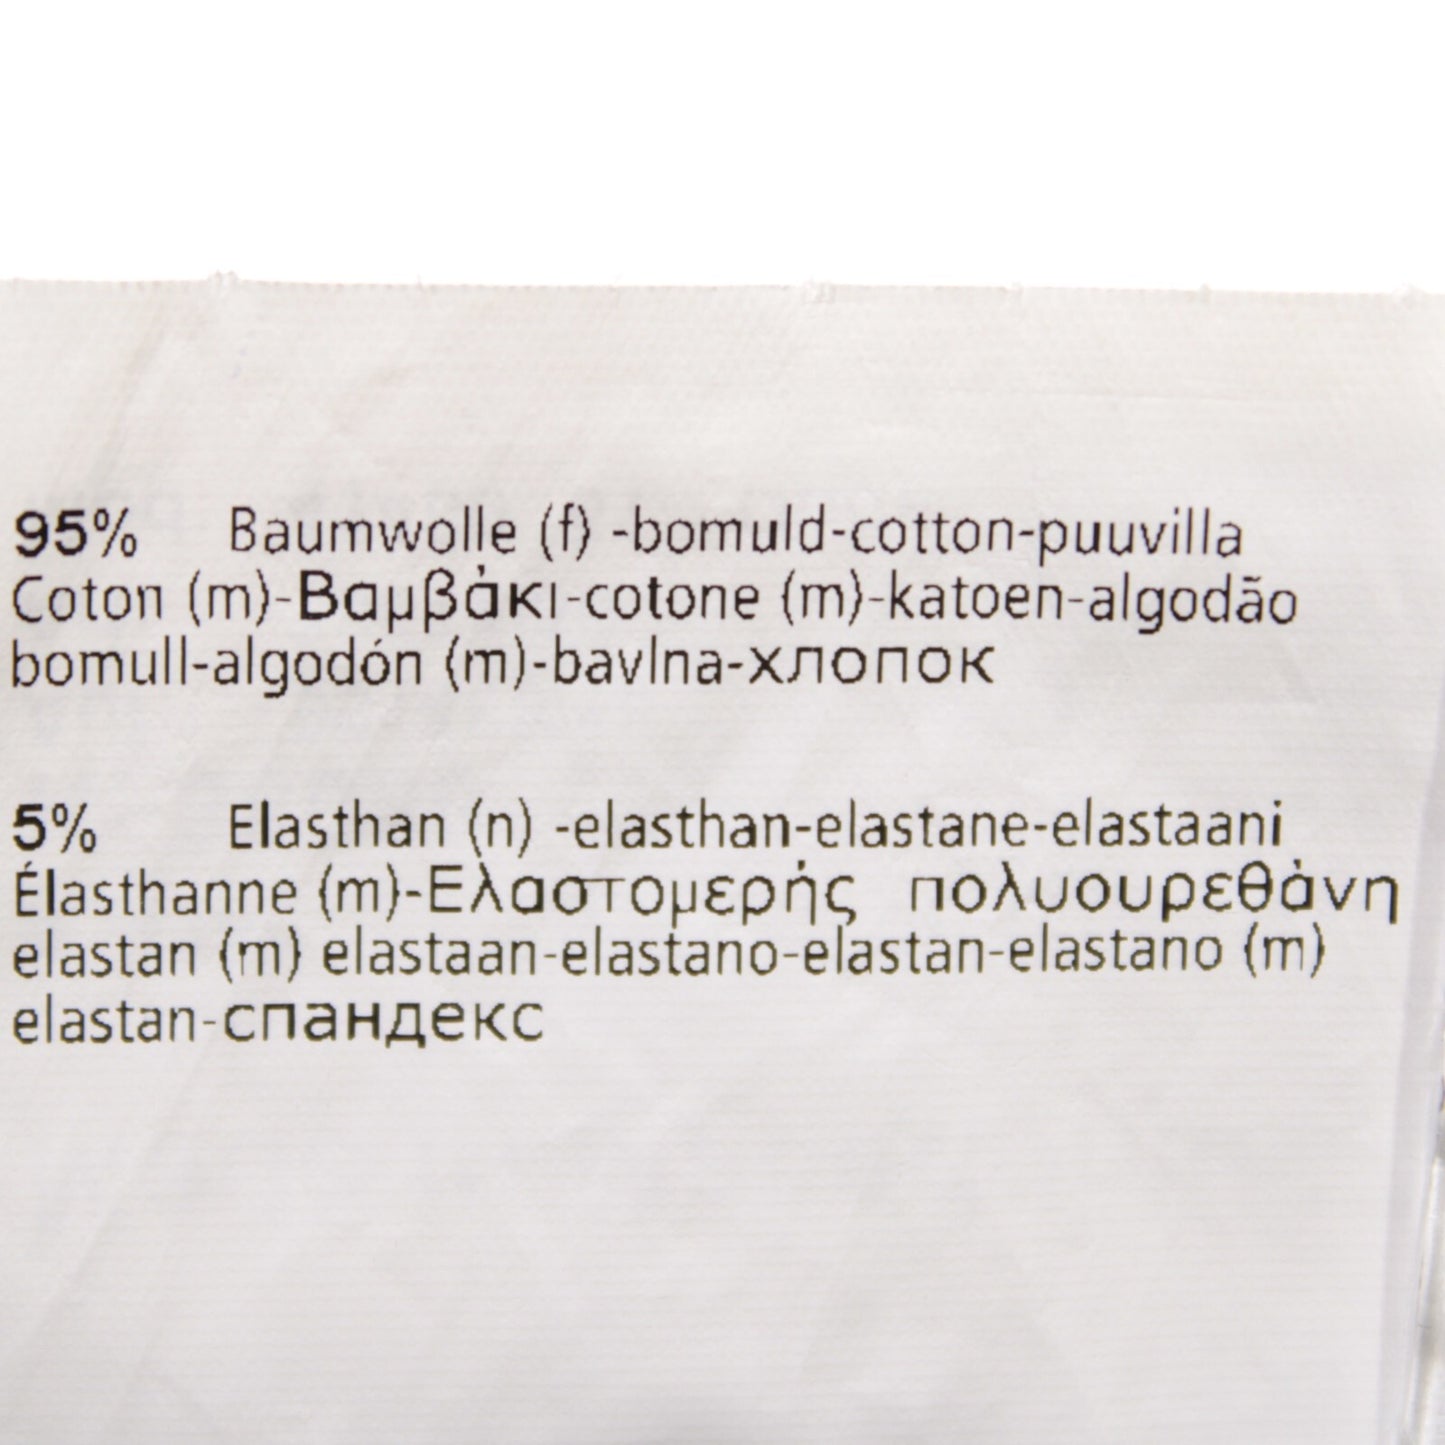 95% Baumwolle (f) -bomuld-cotton-puuvilla
Coton (m)-Βαμβάκι-cotone (m)-katoen-algodão
bomull-algodón (m)-bavlna-хлопок
5% Elasthan (n) -elasthan-elastane-elastaani
Élasthanne (m)-Ελαστομερής πολυουρεθάνη
elastan (m) elastaan-elastano-elastan-elastano (m)
elastan-спандекс